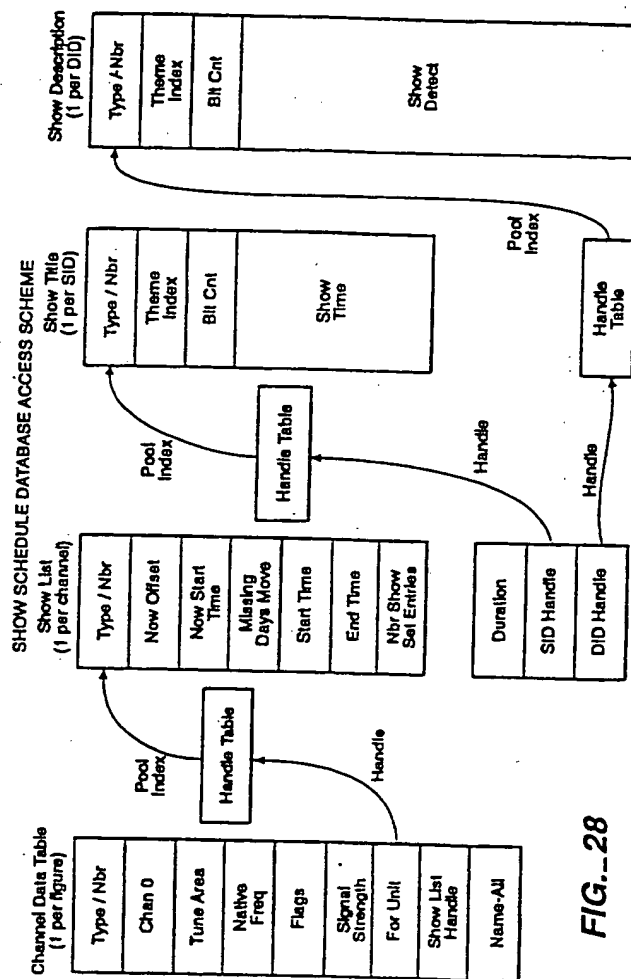 SHOW SCHEDULE DATABASE ACCESS SCHEME
Channel Data Table
(1 per figure)
Type / Nbr
Chan 0
Tune Area
Native
Freq
Flags
Signal
Strength
For Unit
Show List
Handle
Name-All
Handle
Handle Table
Pool
Index
Show List
(1 per channel)
Type / Nbr
Now Offset
Now Start
Time
Missing
Days Move
Start Time
End Time
Nbr Show
Set Entries
Duration
SID Handle
DID Handle
Handle
Handle Table
Pool
Index
Show Title
(1 per SID)
Type / Nbr
Theme
Index
Blt Cnt
Show
Time
Handle
Handle
Table
Pool
Index
Show Description
(1 per DID)
Type / Nbr
Theme
Index
Blt Cnt
Show
Detect
FIG._28